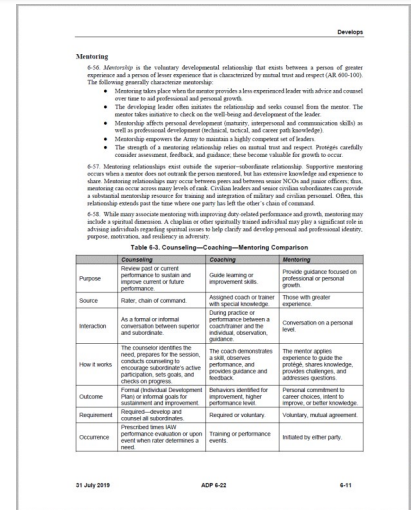 Develops
Mentoring
6-56. Mentorship is the voluntary developmental relationship that exists between a person of greater
experience and a person of lesser experience that is characterized by mutual trust and respect (AR 600-100).
The following generally characterize mentorship:
● Mentoring takes place when the mentor provides a less experienced leader with advice and counsel
over time to aid professional and personal growth.
● The developing leader often initiates the relationship and seeks counsel from the mentor. The
mentor takes initiative to check on the well-being and development of the leader.
● Mentorship affects personal development (maturity, interpersonal and communication skills) as
well as professional development (technical, tactical, and career path knowledge).
● Mentorship empowers the Army to maintain a highly competent set of leaders.
● The strength of a mentoring relationship relies on mutual trust and respect. Protégés carefully
consider assessment, feedback, and guidance; these become valuable for growth to occur.
6-57. Mentoring relationships exist outside the superior–subordinate relationship. Supportive mentoring
occurs when a mentor does not outrank the person mentored, but has extensive knowledge and experience to
share. Mentoring relationships may occur between peers and between senior NCOs and junior officers; thus,
mentoring can occur across many levels of rank. Civilian leaders and senior civilian subordinates can provide
a substantial mentorship resource for training and integration of military and civilian personnel. Often, this
relationship extends past the time where one party has left the other's chain of command.
6-58. While many associate mentoring with improving duty-related performance and growth, mentoring may
include a spiritual dimension. A chaplain or other spiritually trained individual may play a significant role in
advising individuals regarding spiritual issues to help clarify and develop personal and professional identity,
purpose, motivation, and resiliency in adversity.
Table 6-3. Counseling—Coaching—Mentoring Comparison
Counseling Coaching Mentoring
Purpose
Review past or current
performance to sustain and
improve current or future
performance.
Guide learning or
improvement skills.
Provide guidance focused on
professional or personal
growth.
Source
Rater, chain of command.
Assigned coach or trainer
with special knowledge.
Those with greater
experience.
Interaction
As a formal or informal
conversation between superior
and subordinate.
During practice or
performance between a
coach/trainer and the
individual, observation,
guidance.
Conversation on a personal
level.
How it works
The counselor identifies the
need, prepares for the session,
conducts counseling to
encourage subordinate's active
participation, sets goals, and
checks on progress.
The coach demonstrates
a skill, observes
performance, and
provides guidance and
feedback.
The mentor applies
experience to guide the
protégé, shares knowledge,
provides challenges, and
addresses questions.
Outcome
Formal (Individual Development
Plan) or informal goals for
sustainment and improvement.
Behaviors identified for
improvement, higher
performance level.
Personal commitment to
career choices, intent to
improve, or better knowledge.
Requirement
Required—develop and
counsel all subordinates.
Required or voluntary.
Voluntary, mutual agreement.
Occurrence
Prescribed times IAW
performance evaluation or upon
event when rater determines a
need.
Training or performance
events.
Initiated by either party.
31 July 2019 ADP 6-22 6-11